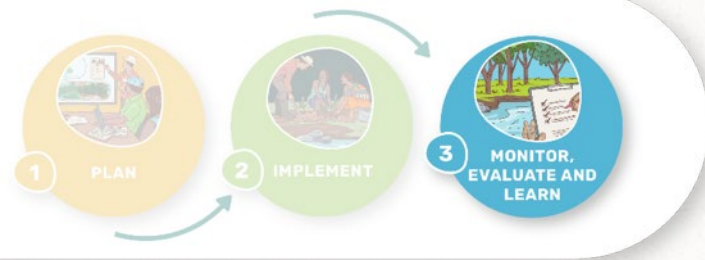 1
PLAN
2
IMPLEMENT
3
MONITOR,
EVALUATE AND
LEARN